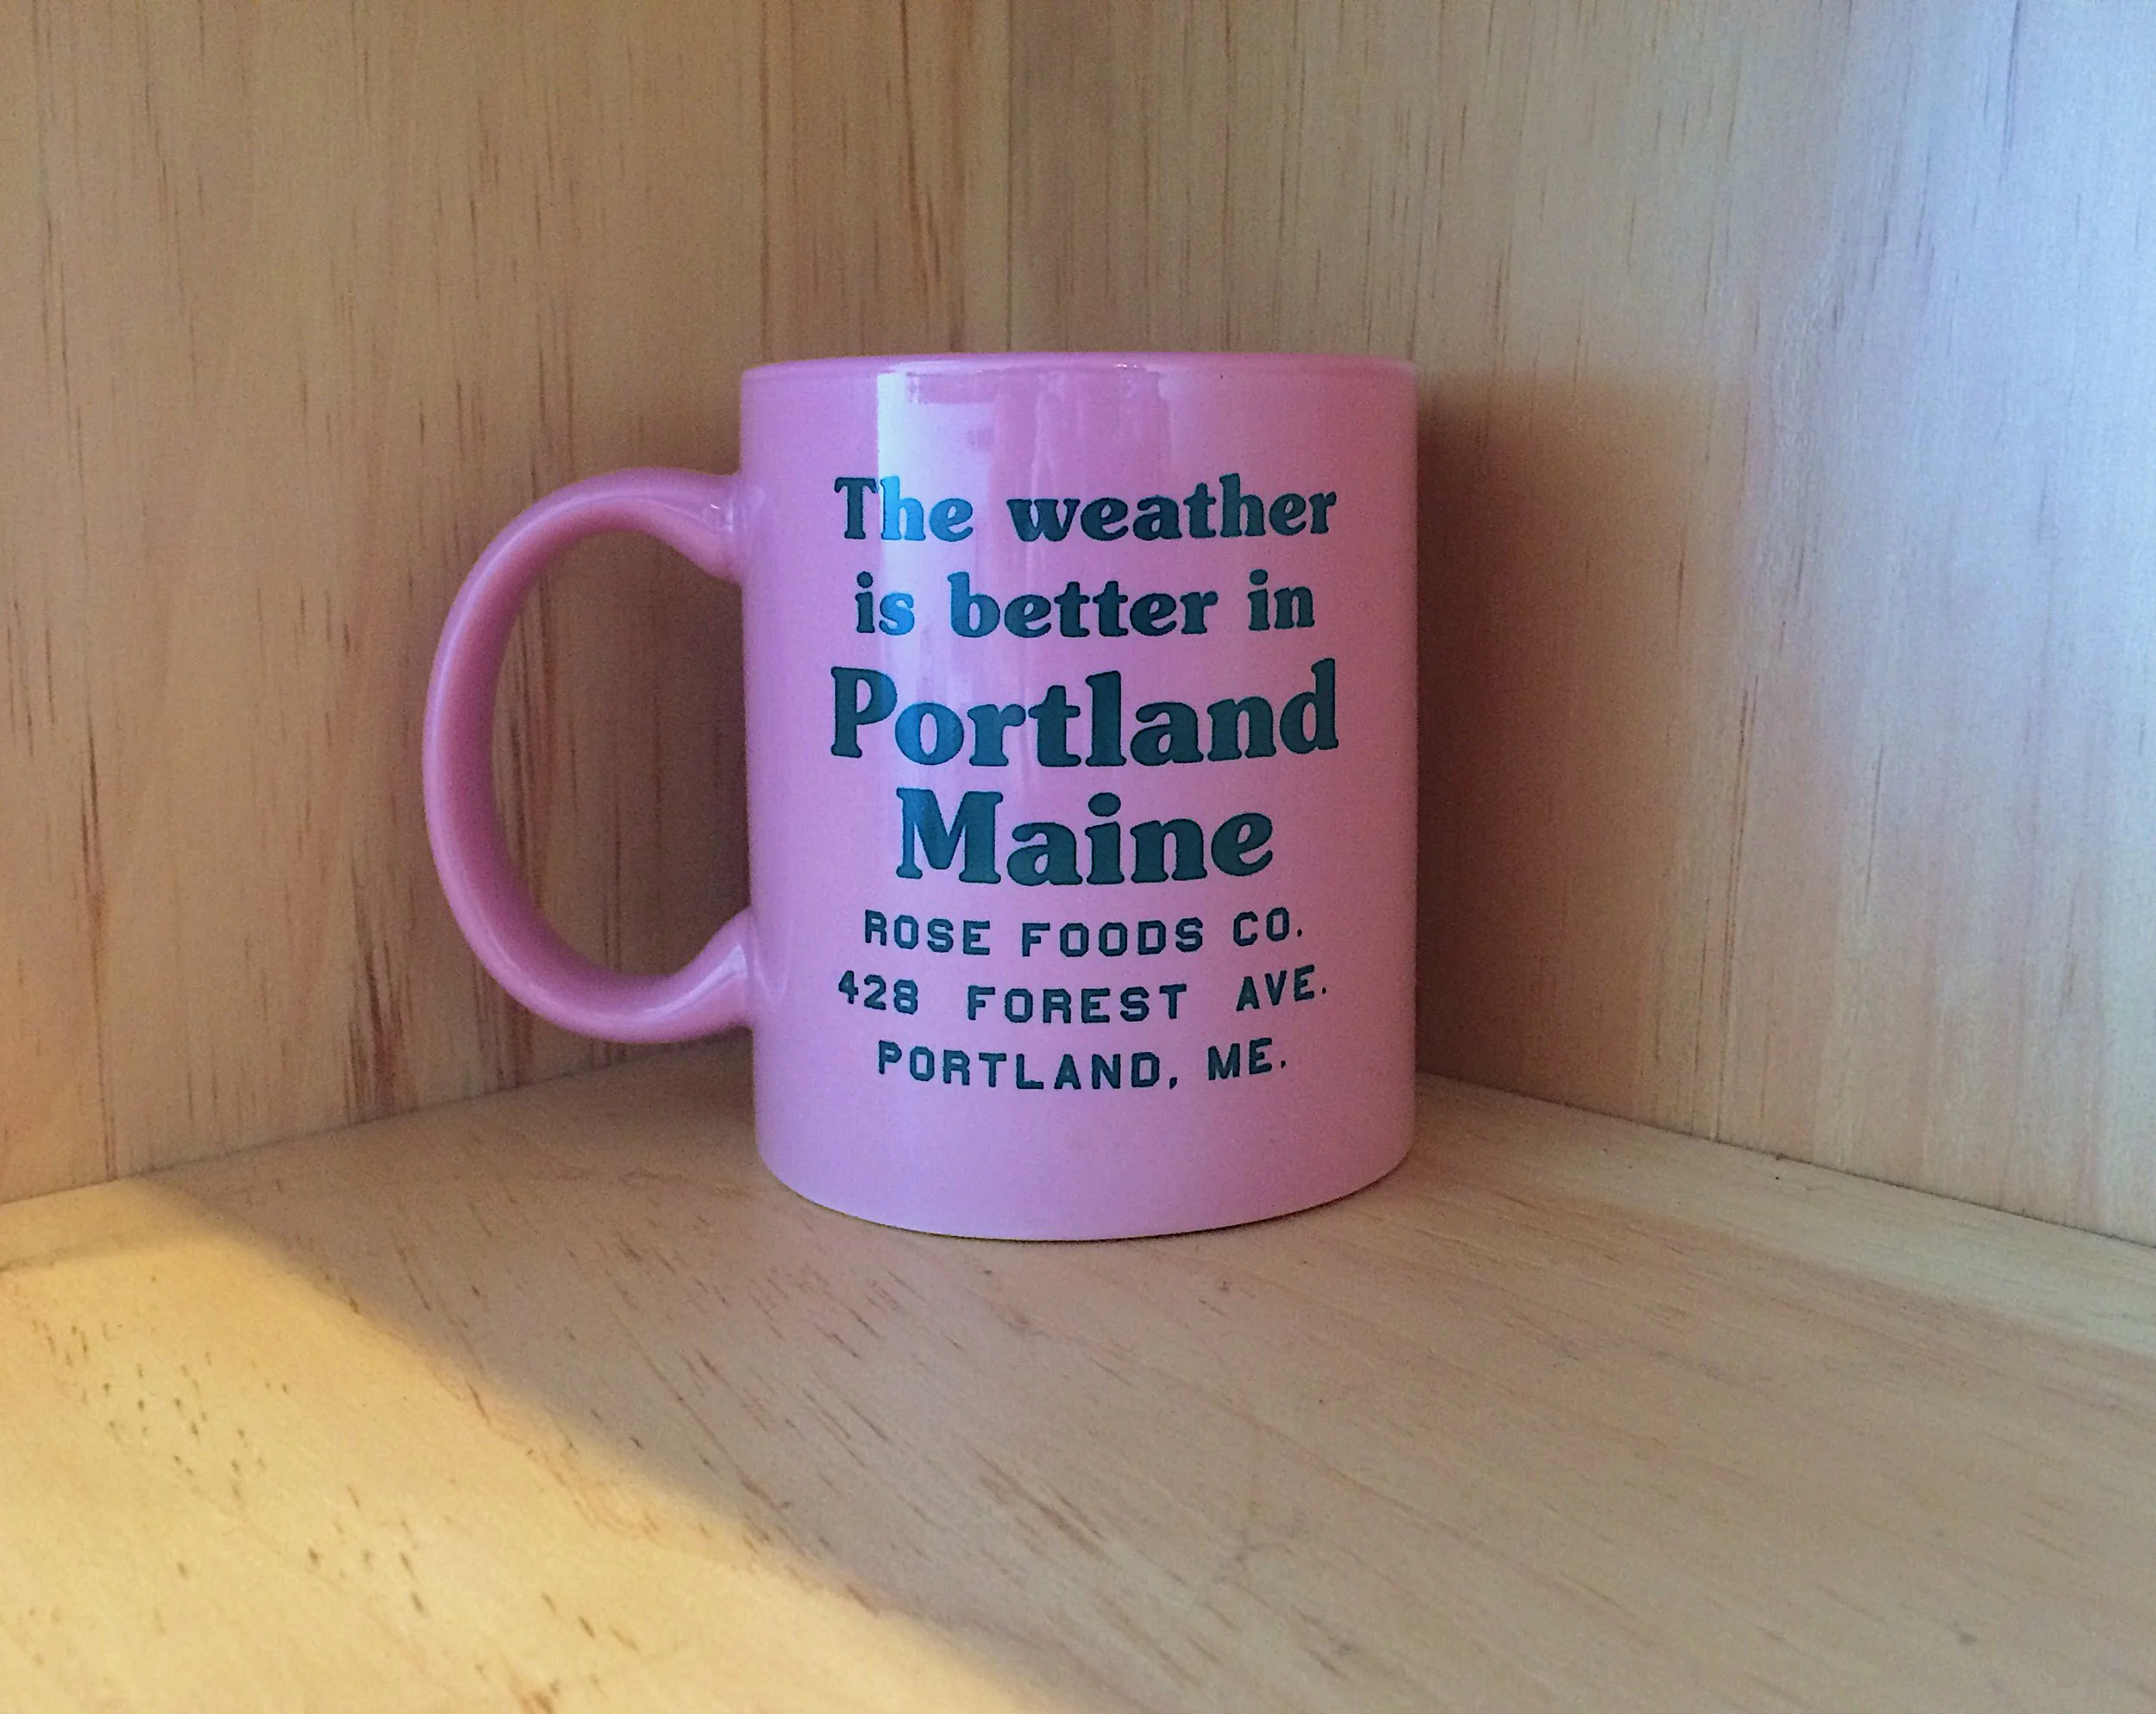 The weather
is better in
Portland
Maine
ROSE FOODS CO.
428 FOREST AVE.
PORTLAND, ME.